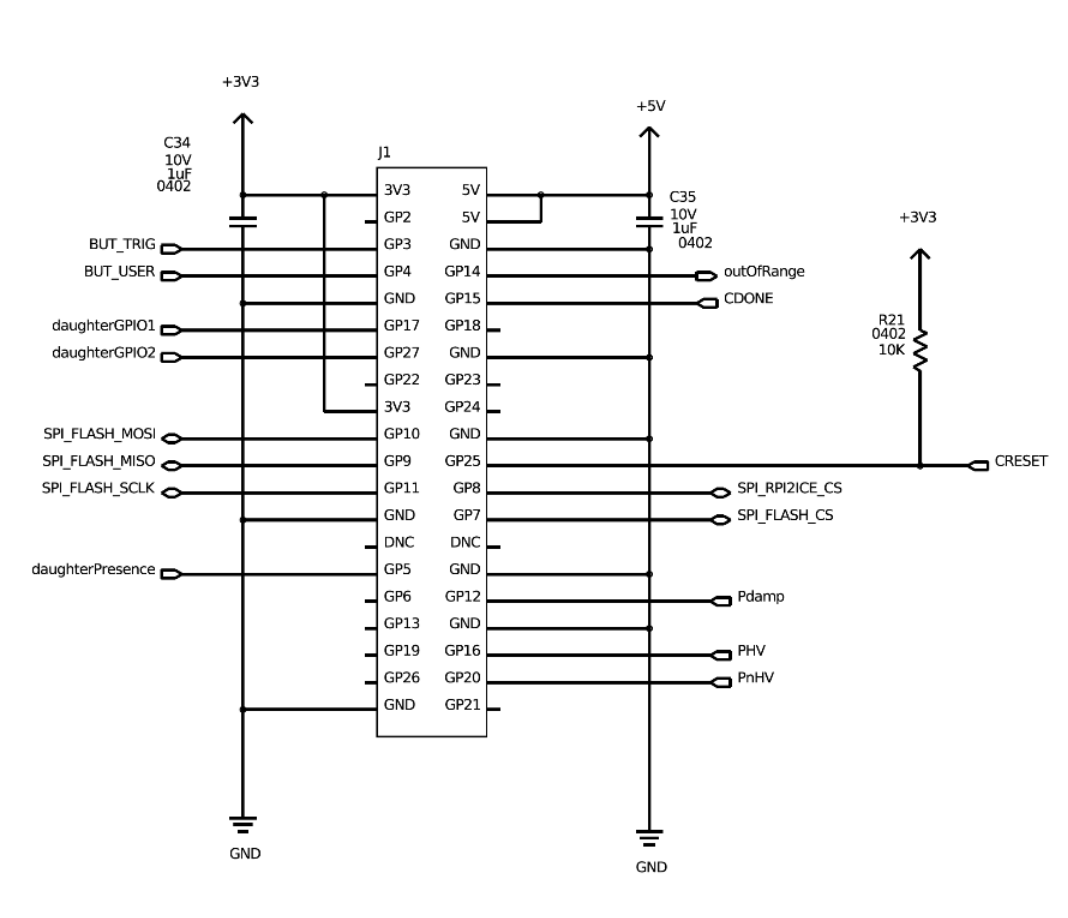 +3V3
C34
10V
1uF
0402
+5V
J1
C35
10V
1uF
0402
+3V3
R21
0402
10K
3V3 5V
GP2 5V
BUT_TRIG GP3 GND
BUT_USER GP4 GP14 outOfRange
GND GP15 CDONE
daughterGPIO1 GP17 GP18
daughterGPIO2 GP27 GND
GP22 GP23
3V3 GP24
SPI_FLASH_MOSI GP10 GND
SPI_FLASH_MISO GP9 GP25 CRESET
SPI_FLASH_SCLK GP11 GP8 SPI_RPI2ICE_CS
GND GP7 SPI_FLASH_CS
DNC DNC
daughterPresence GP5 GND
GP6 GP12 Pdamp
GP13 GND
GP19 GP16 PHV
GP26 GP20 PnHV
GND GP21
GND
GND